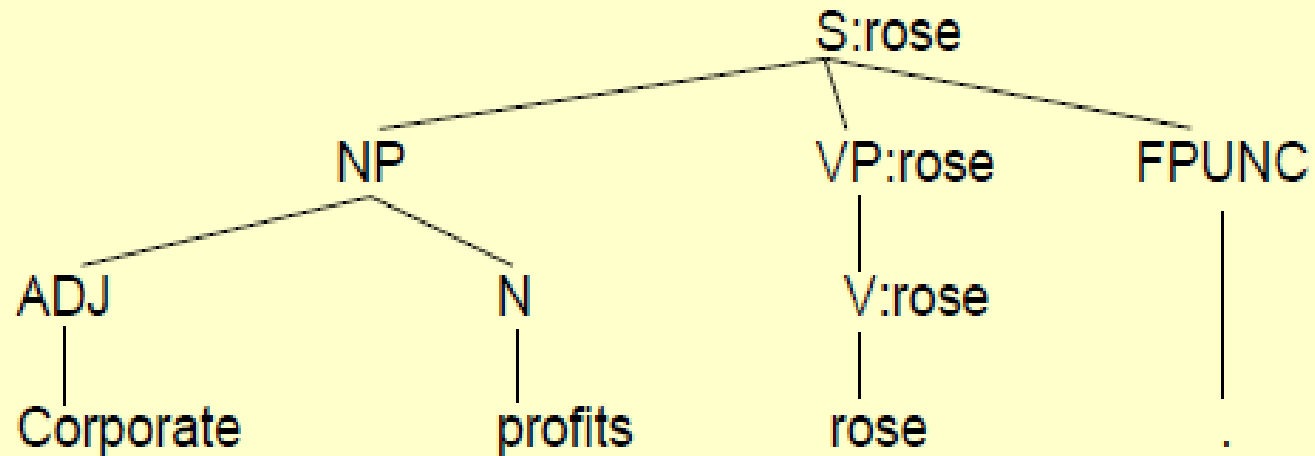 S:rose
NP VP:rose FPUNC
ADJ N V:rose
Corporate profits rose .